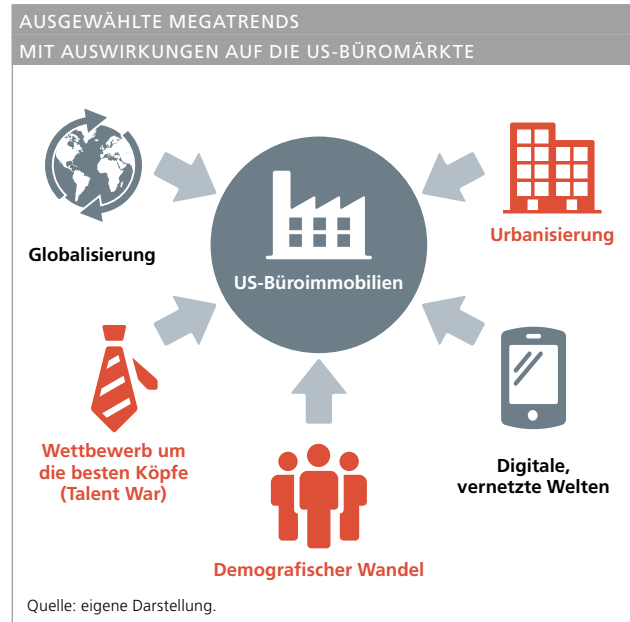 AUSGEWÄHLTE MEGATRENDS
MIT AUSWIRKUNGEN AUF DIE US-BÜROMÄRKTE
Globalisierung
US-Büroimmobilien
Urbanisierung
Wettbewerb um
die besten Köpfe
(Talent War)
Digitale,
vernetzte Welten
Demografischer Wandel
Quelle: eigene Darstellung.